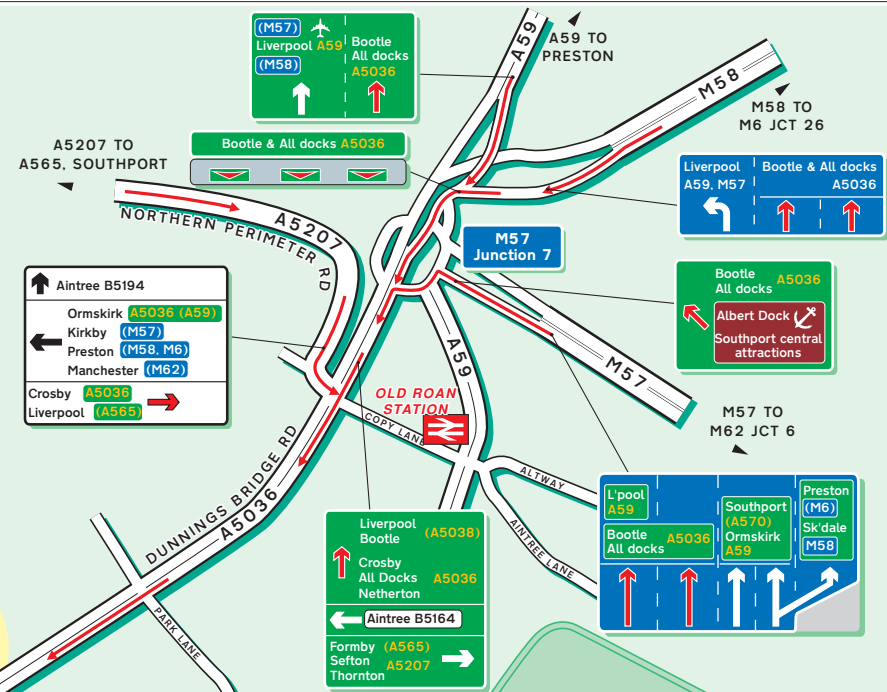 (M57)
Liverpool A59
(M58)
Bootle
All docks
A5036
A59
A59 TO
PRESTON
M58
M58 TO
M6 JCT 26
A5207 TO
A565, SOUTHPORT
Bootle & All docks A5036
Liverpool
A59, M57
Bootle & All docks
A5036
NORTHERN PERIMETER RD
A5207
M57
Junction 7
Bootle
All docks
A5036
Albert Dock
Southport central
attractions
Aintree B5194
Ormskirk A5036 (A59)
Kirkby (M57)
Preston (M58, M6)
Manchester (M62)
Crosby A5036
Liverpool (A565)
A59
M57
OLD ROAN
STATION
COPY LANE
M57 TO
M62 JCT 6
DUNNINGS BRIDGE RD
A5036
ALTWAY
AINTREE LANE
PARK LANE
L'pool
A59
Bootle
All docks
A5036
Southport
(A570)
Ormskirk
A59
Preston
(M6)
Sk'dale
M58
Liverpool
Bootle
(A5038)
Crosby
All Docks
Netherton
A5036
Aintree B5164
Formby (A565)
Sefton
Thornton
A5207